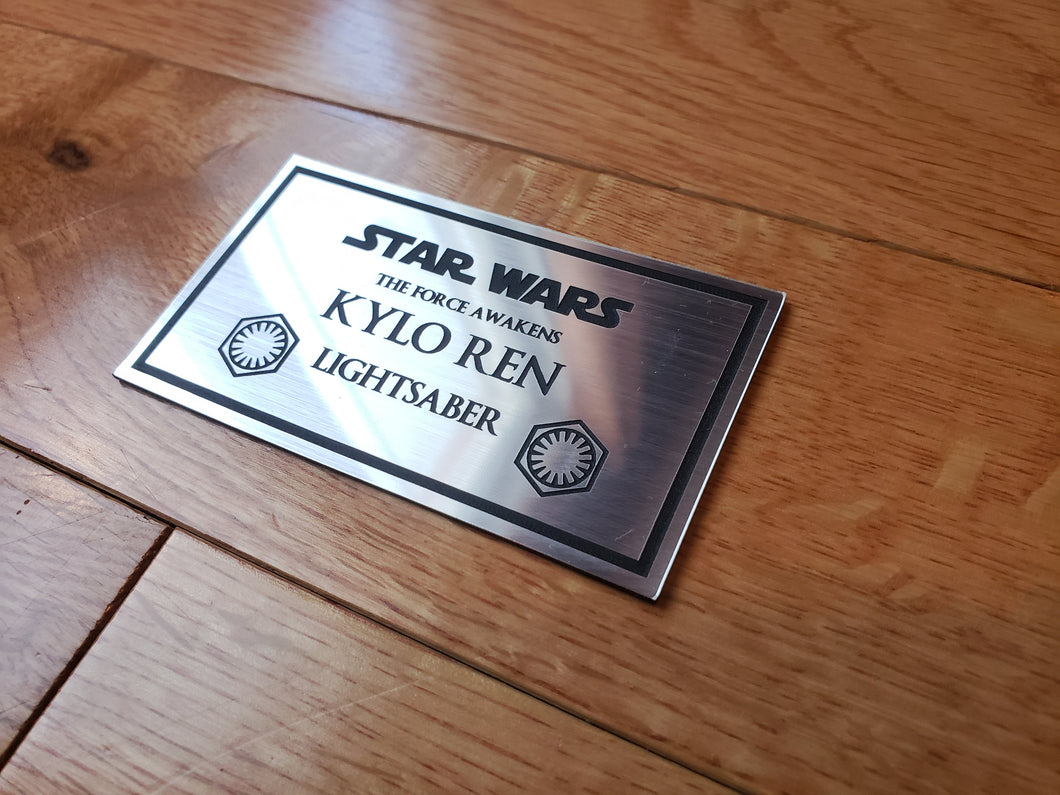 STAR WARS
THE FORCE AWAKENS
KYLO REN
LIGHTSABER